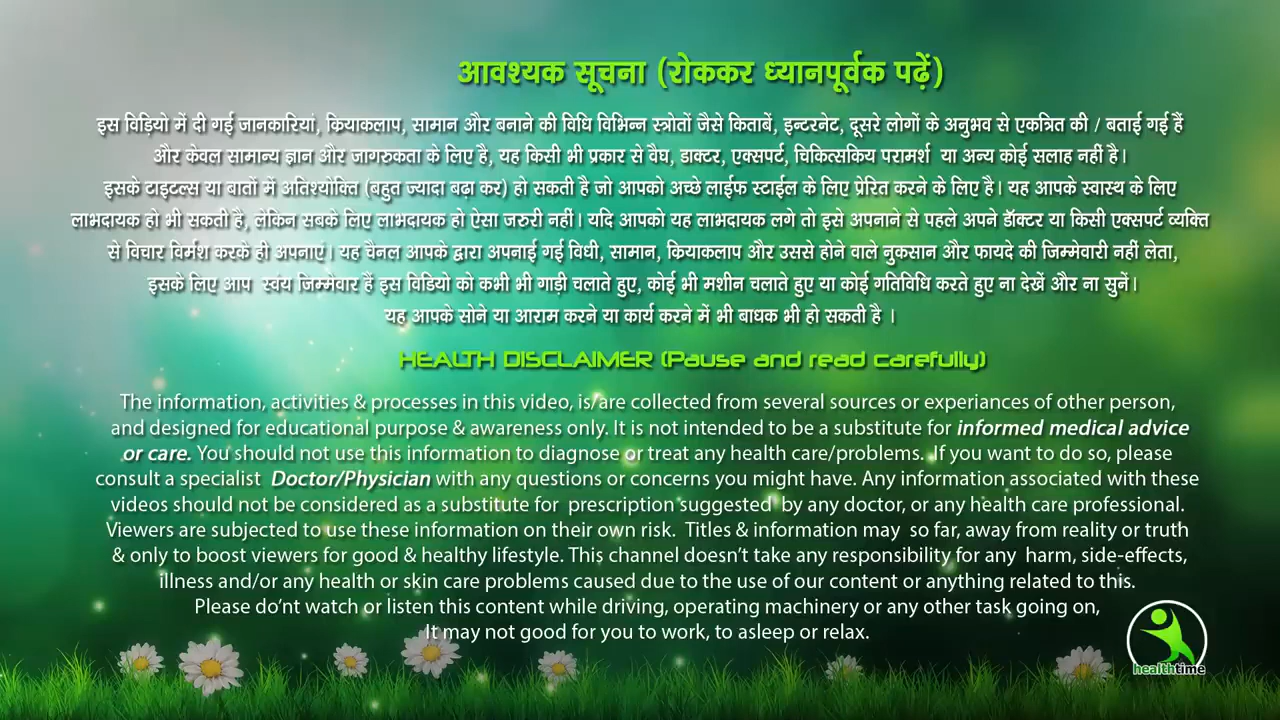 आवश्यक सूचना (रोककर ध्यानपूर्वक पढ़ें)
इस विड़ियो में दी गई जानकारियां, क्रियाकलाप, सामान और बनाने की विधि विभिन्न स्त्रोतों जैसे किताबें, इन्टरनेट, दूसरे लोगों के अनुभव से एकत्रित की / बताई गई हैं
और केवल सामान्य ज्ञान और जागरुकता के लिए है, यह किसी भी प्रकार से वैघ, डाक्टर, एक्सपर्ट, चिकित्सकिय परामर्श या अन्य कोई सलाह नहीं है।
इसके टाइटल्स या बातों में अतिश्योक्ति (बहुत ज्यादा बढ़ा कर) हो सकती है जो आपको अच्छे लाईफ स्टाईल के लिए प्रेरित करने के लिए है। यह आपके स्वास्थ के लिए
लाभदायक हो भी सकती है, लेकिन सबके लिए लाभदायक हो ऐसा जरुरी नहीं। यदि आपको यह लाभदायक लगे तो इसे अपनाने से पहले अपने डॉक्टर या किसी एक्सपर्ट व्यक्ति
से विचार विर्मश करके ही अपनाएं। यह चैनल आपके द्वारा अपनाई गई विधी, सामान, क्रियाकलाप और उससे होने वाले नुकसान और फायदे की जिम्मेवारी नहीं लेता,
इसके लिए आप स्वंय जिम्मेवार हैं इस विडियो को कभी भी गाड़ी चलाते हुए, कोई भी मशीन चलाते हुए या कोई गतिविधि करते हुए ना देखें और ना सुनें।
यह आपके सोने या आराम करने या कार्य करने में भी बाधक भी हो सकती है ।
HEALTH DISCLAIMER (Pause and read carefully)
The information, activities & processes in this video, is/are collected from several sources or experiances of other person,
and designed for educational purpose & awareness only. It is not intended to be a substitute for informed medical advice
or care. You should not use this information to diagnose or treat any health care/problems. If you want to do so, please
consult a specialist Doctor/Physician with any questions or concerns you might have. Any information associated with these
videos should not be considered as a substitute for prescription suggested by any doctor, or any health care professional.
Viewers are subjected to use these information on their own risk. Titles & information may so far, away from reality or truth
& only to boost viewers for good & healthy lifestyle. This channel doesn't take any responsibility for any harm, side-effects,
illness and/or any health or skin care problems caused due to the use of our content or anything related to this.
Please do'nt watch or listen this content while driving, operating machinery or any other task going on,
It may not good for you to work, to asleep or relax.
healthtime